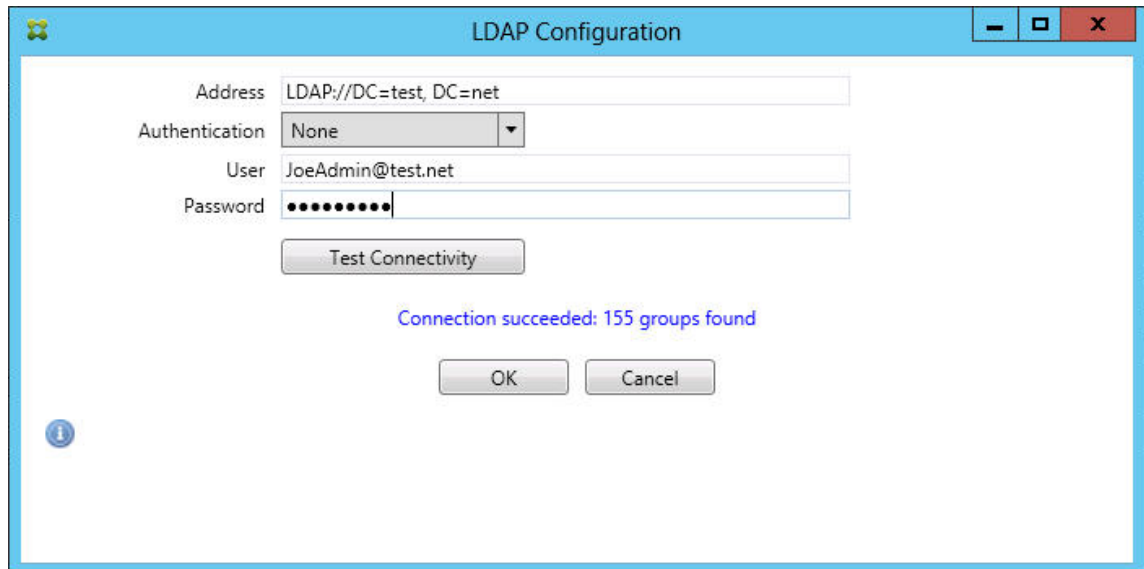 LDAP Configuration
Address LDAP://DC=test, DC=net
Authentication None
User JoeAdmin@test.net
Password ●●●●●●●●●
Test Connectivity
Connection succeeded: 155 groups found
OK Cancel